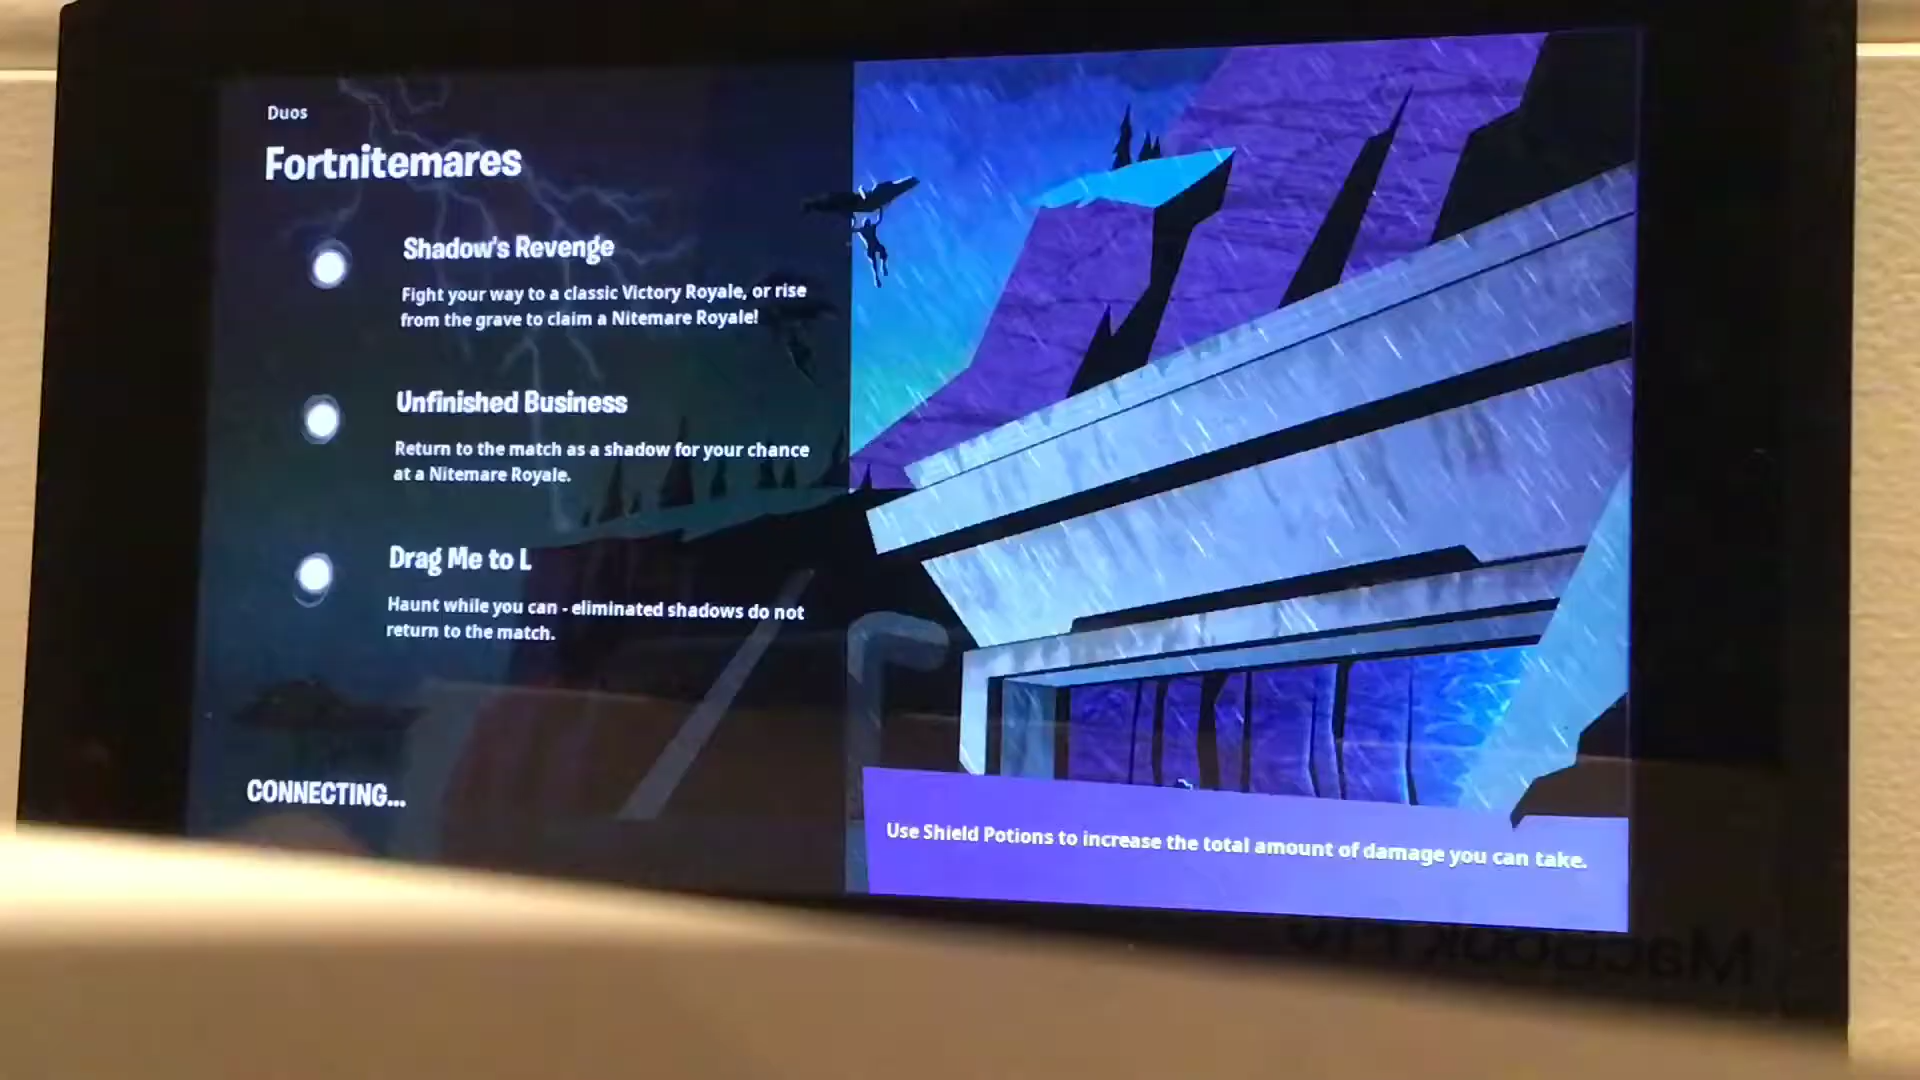 Duos
Fortnitemares
Shadow's Revenge
Fight your way to a classic Victory Royale, or rise
from the grave to claim a Nitemare Royale!
Unfinished Business
Return to the match as a shadow for your chance
at a Nitemare Royale.
Drag Me to L
Haunt while you can - eliminated shadows do not
return to the match.
CONNECTING...
Use Shield Potions to increase the total amount of damage you can take.
MacBook Pro